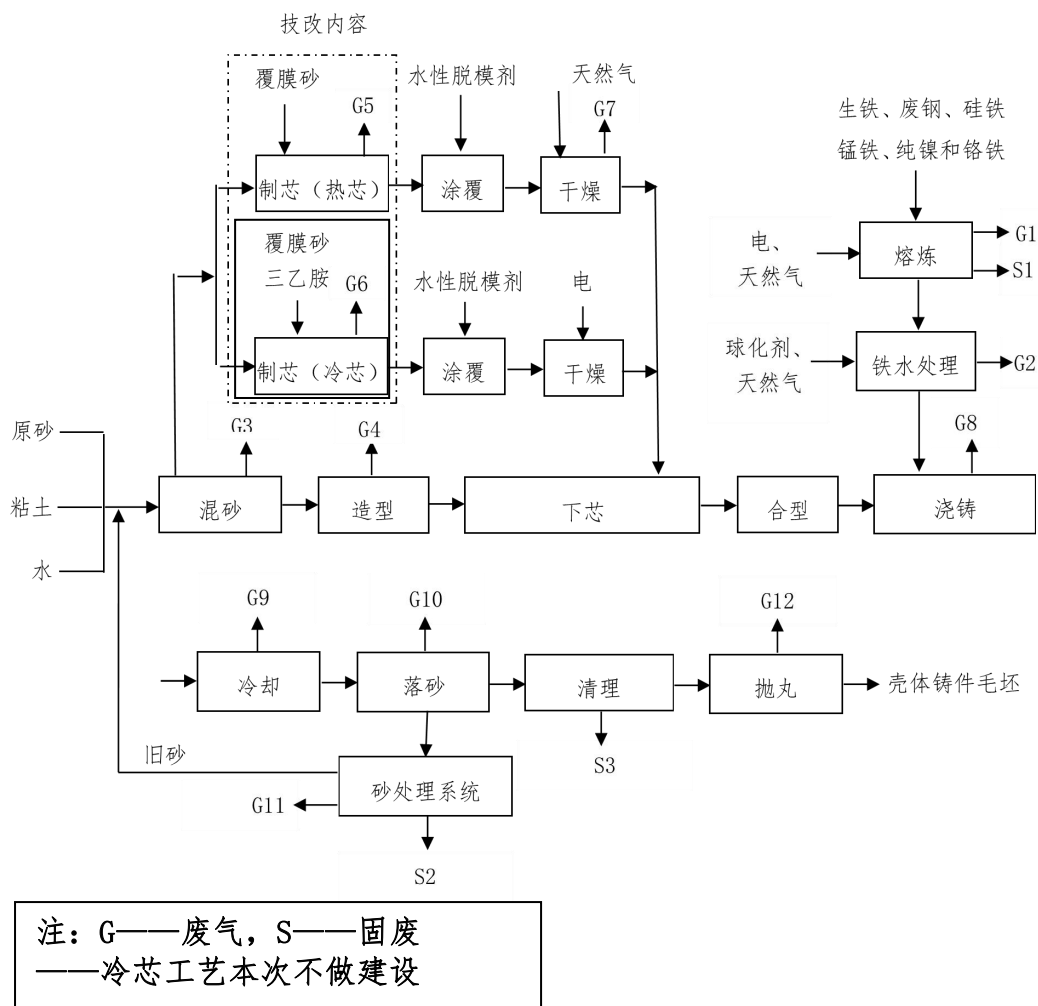 技改内容
覆膜砂
水性脱模剂
天然气
G5
G7
制芯（热芯）
涂覆
干燥
生铁、废钢、硅铁
锰铁、纯镍和铬铁
覆膜砂
三乙胺
G6
水性脱模剂
电
电、
天然气
熔炼
G1
S1
制芯（冷芯）
涂覆
干燥
球化剂、
天然气
铁水处理
G2
原砂
粘土
水
G3
G4
G8
混砂
造型
下芯
合型
浇铸
G9
G10
G12
冷却
落砂
清理
抛丸
壳体铸件毛坯
旧砂
砂处理系统
S3
G11
S2
注：G——废气，S——固废
——冷芯工艺本次不做建设